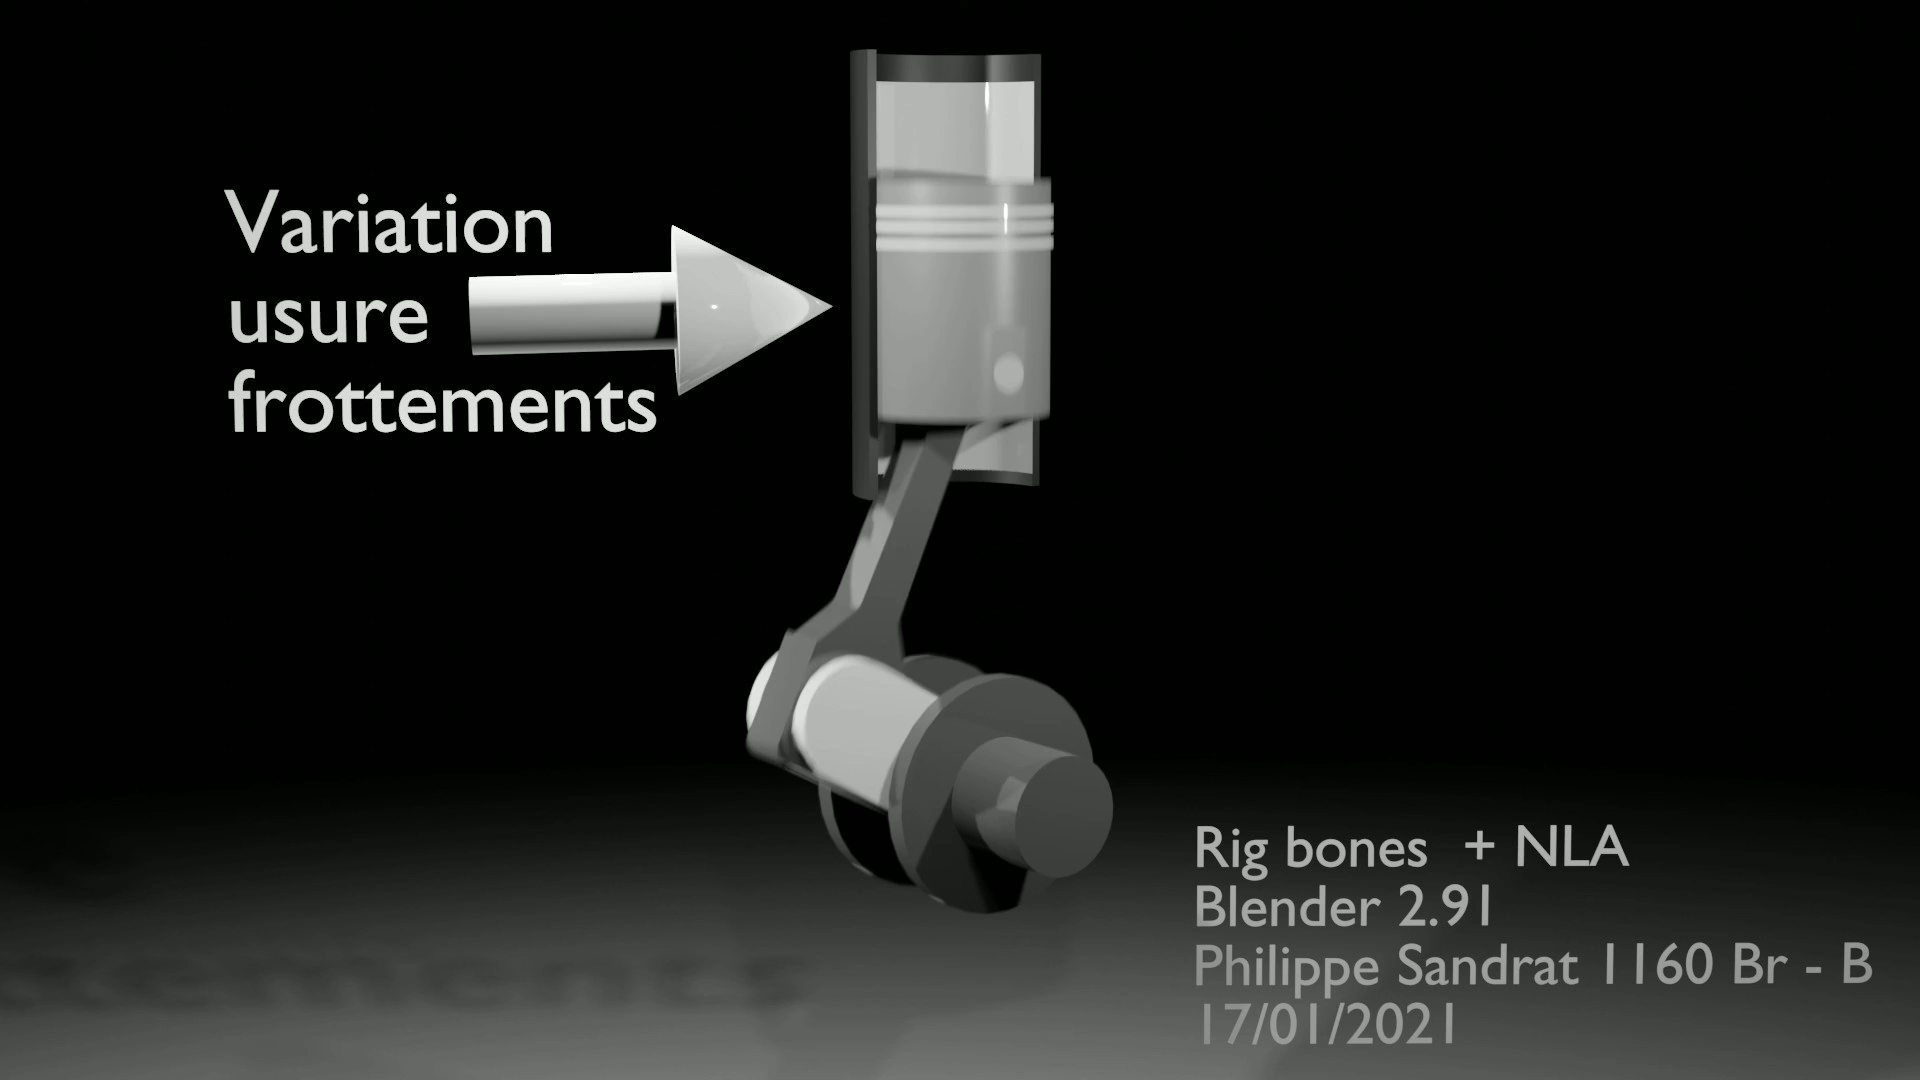 Variation
usure
frottements
Rig bones + NLA
Blender 2.91
Philippe Sandrat 1160 Br - B
17/01/2021